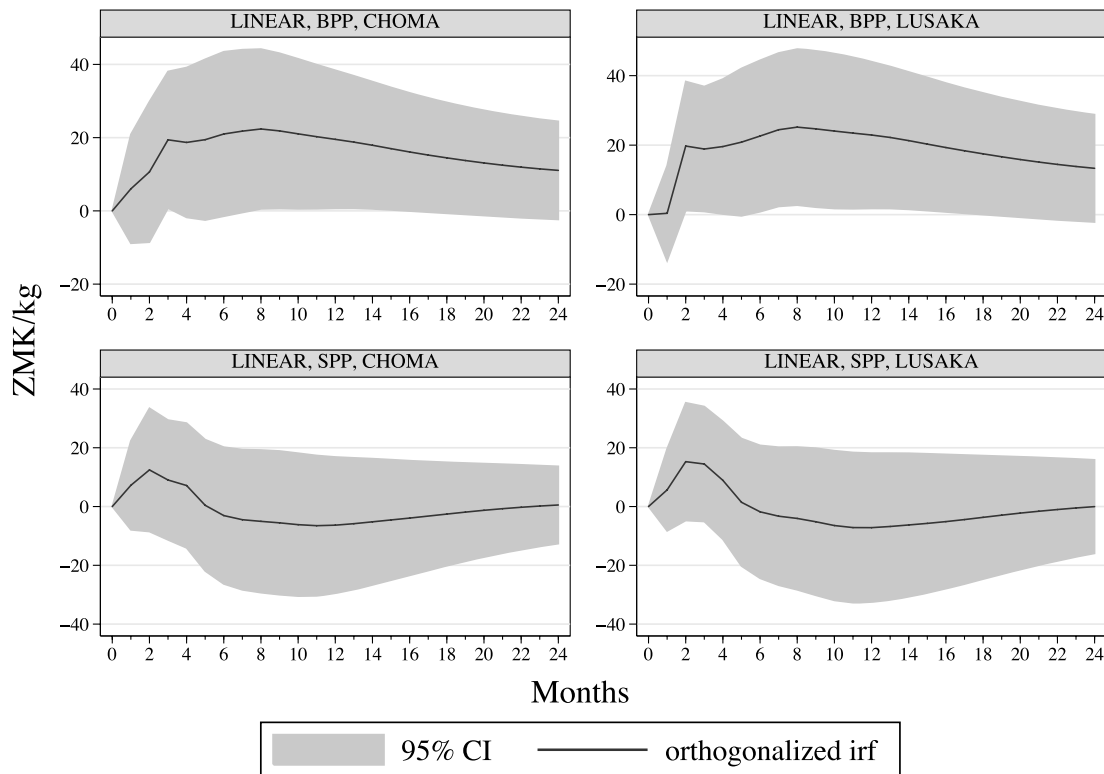 LINEAR, BPP, CHOMA
LINEAR, BPP, LUSAKA
40
20
0
−20
0 2 4 6 8 10 12 14 16 18 20 22 24
40
20
0
−20
0 2 4 6 8 10 12 14 16 18 20 22 24
ZMK/kg
LINEAR, SPP, CHOMA
LINEAR, SPP, LUSAKA
40
20
0
−20
−40
0 2 4 6 8 10 12 14 16 18 20 22 24
40
20
0
−20
−40
0 2 4 6 8 10 12 14 16 18 20 22 24
Months
95% CI orthogonalized irf